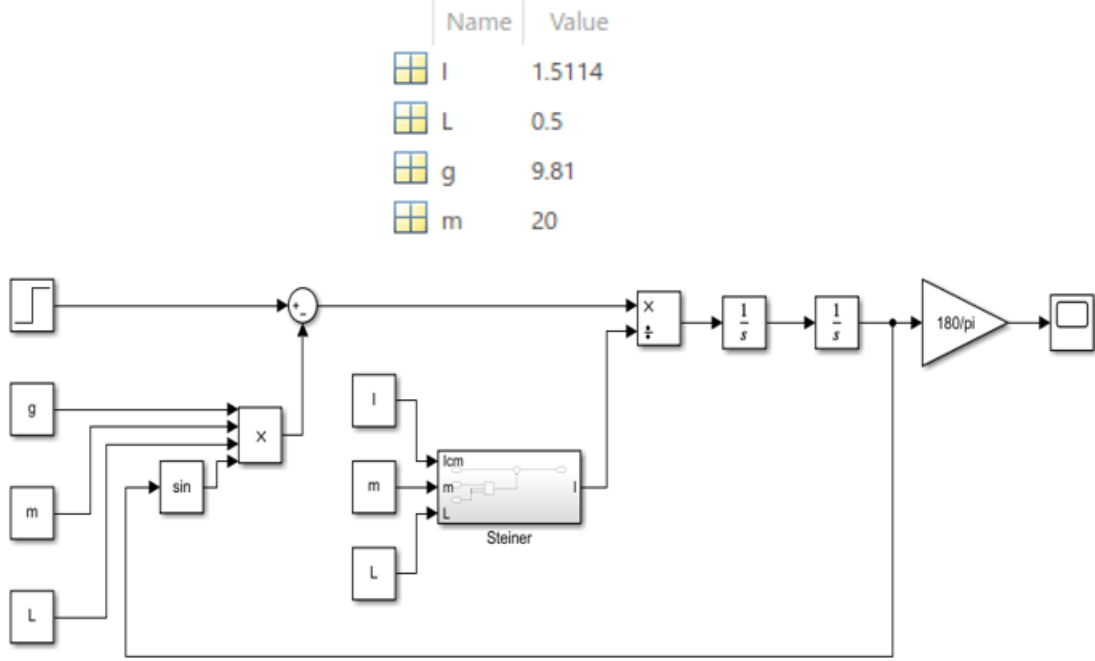 Name Value
I 1.5114
L 0.5
g 9.81
m 20
+
-
×
÷
1
s
1
s
180/pi
g
×
I
Icm
sin
m
m
I
m
L
Steiner
L
L